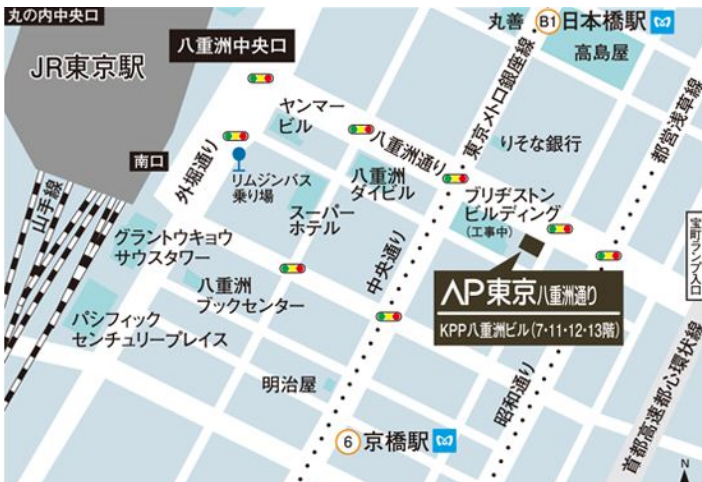 丸の内中央口
JR東京駅
八重洲中央口
丸善
B1
日本橋駅
高島屋
ヤンマー
ビル
八重洲通り
東京メトロ銀座線
りそな銀行
都営浅草線
南口
山手線
外堀通り
リムジンバス
乗り場
八重洲
ダイビル
スーパー
ホテル
ブリヂストン
ビルディング
(工事中)
宝町ランプ入口
グラントウキョウ
サウスタワー
八重洲
ブックセンター
中央通り
AP東京八重洲通り
KPP八重洲ビル(7・11・12・13階)
パシフィック
センチュリープレイス
明治屋
昭和通り
首都高速都心環状線
6
京橋駅
N